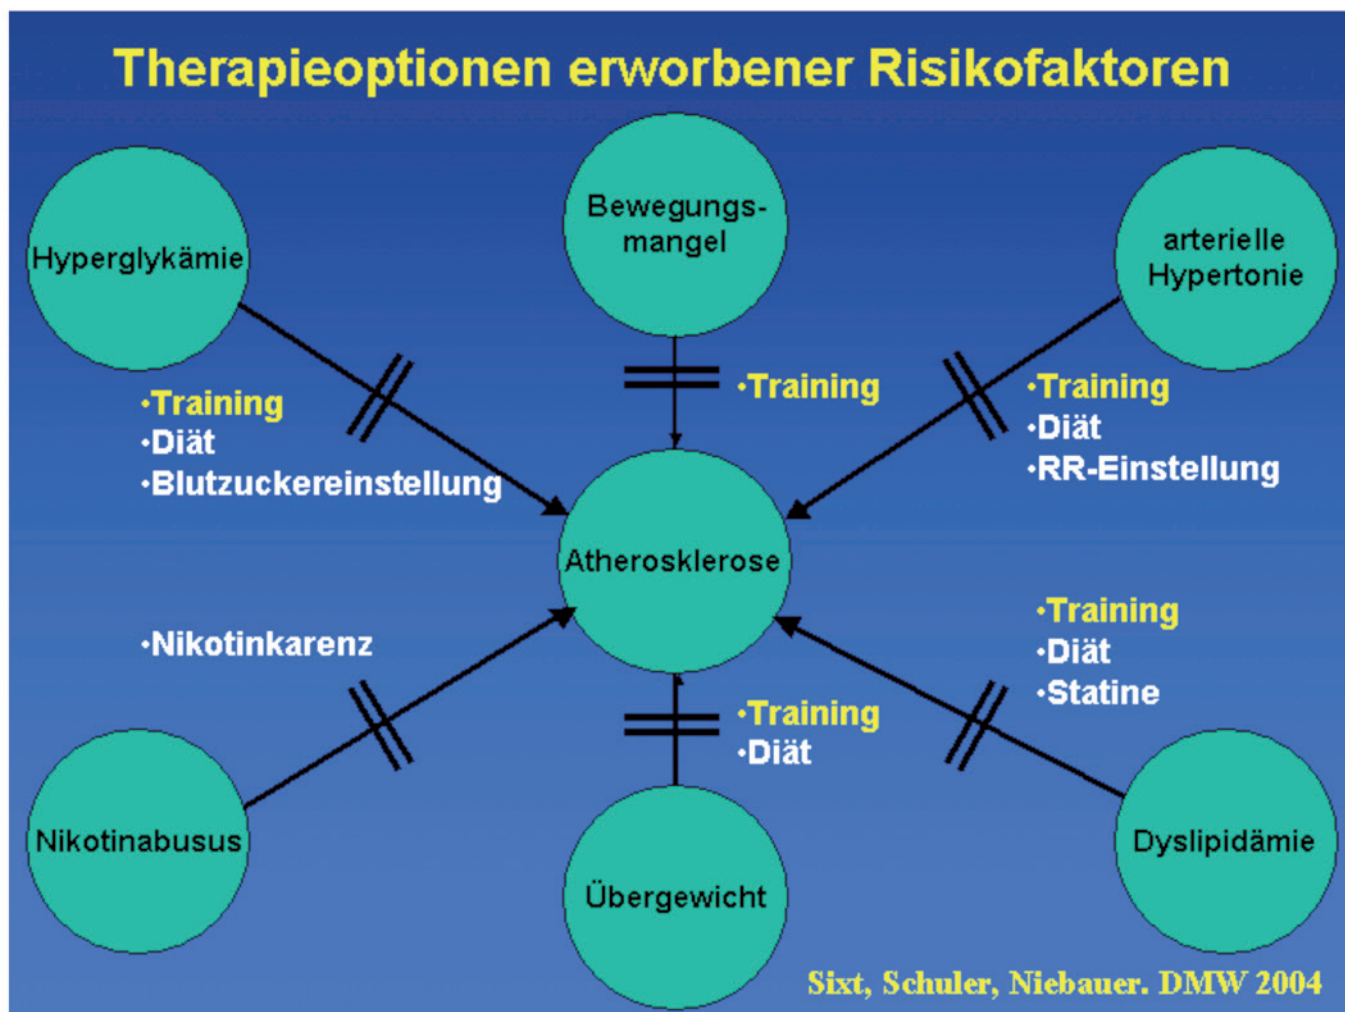 Therapieoptionen erworbener Risikofaktoren
Hyperglykämie
Bewegungs-
mangel
arterielle
Hypertonie
•Training
•Diät
•Blutzuckereinstellung
•Training
•Training
•Diät
•RR-Einstellung
Atherosklerose
•Nikotinkarenz
•Training
•Diät
•Statine
•Training
•Diät
Nikotinabusus
Übergewicht
Dyslipidämie
Sixt, Schuler, Niebauer. DMW 2004